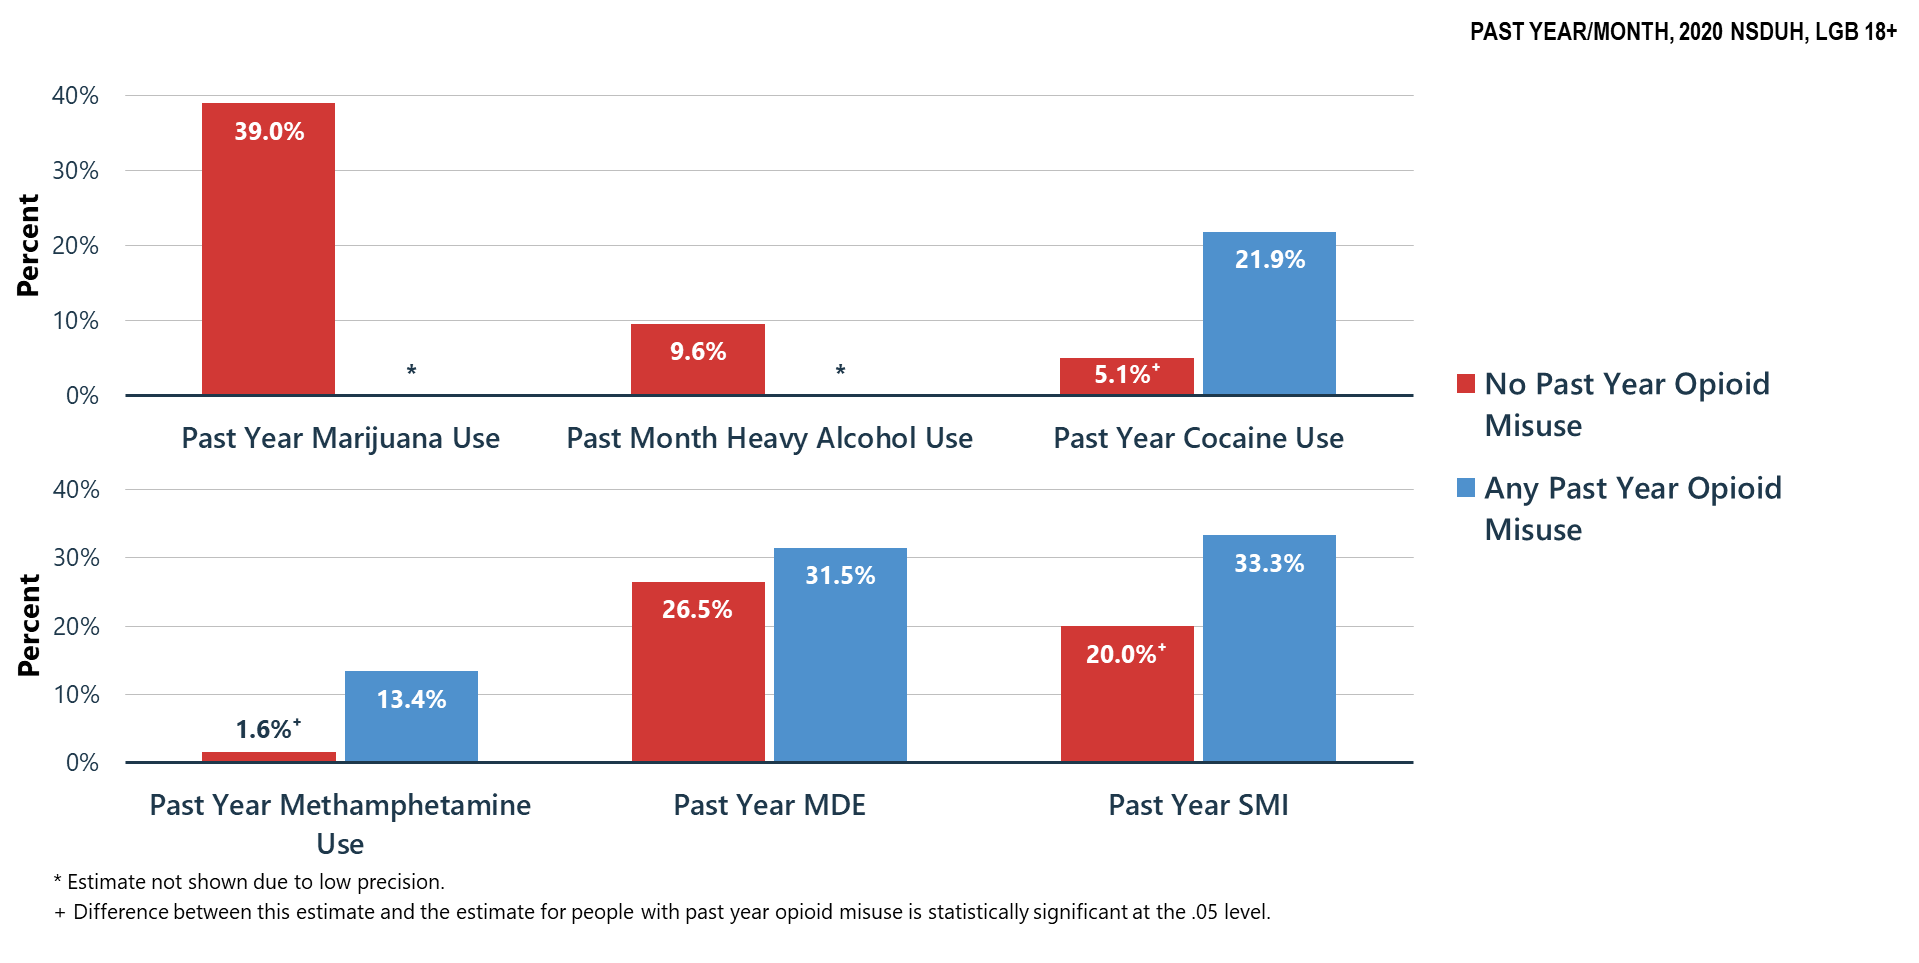 PAST YEAR/MONTH, 2020 NSDUH, LGB 18+
Percent
40%
30%
20%
10%
0%
39.0%
*
9.6%
*
5.1%+
21.9%
Past Year Marijuana Use
Past Month Heavy Alcohol Use
Past Year Cocaine Use
No Past Year Opioid
Misuse
Any Past Year Opioid
Misuse
Percent
40%
30%
20%
10%
0%
1.6%+
13.4%
26.5%
31.5%
20.0%+
33.3%
Past Year Methamphetamine
Use
Past Year MDE
Past Year SMI
* Estimate not shown due to low precision.
+ Difference between this estimate and the estimate for people with past year opioid misuse is statistically significant at the .05 level.